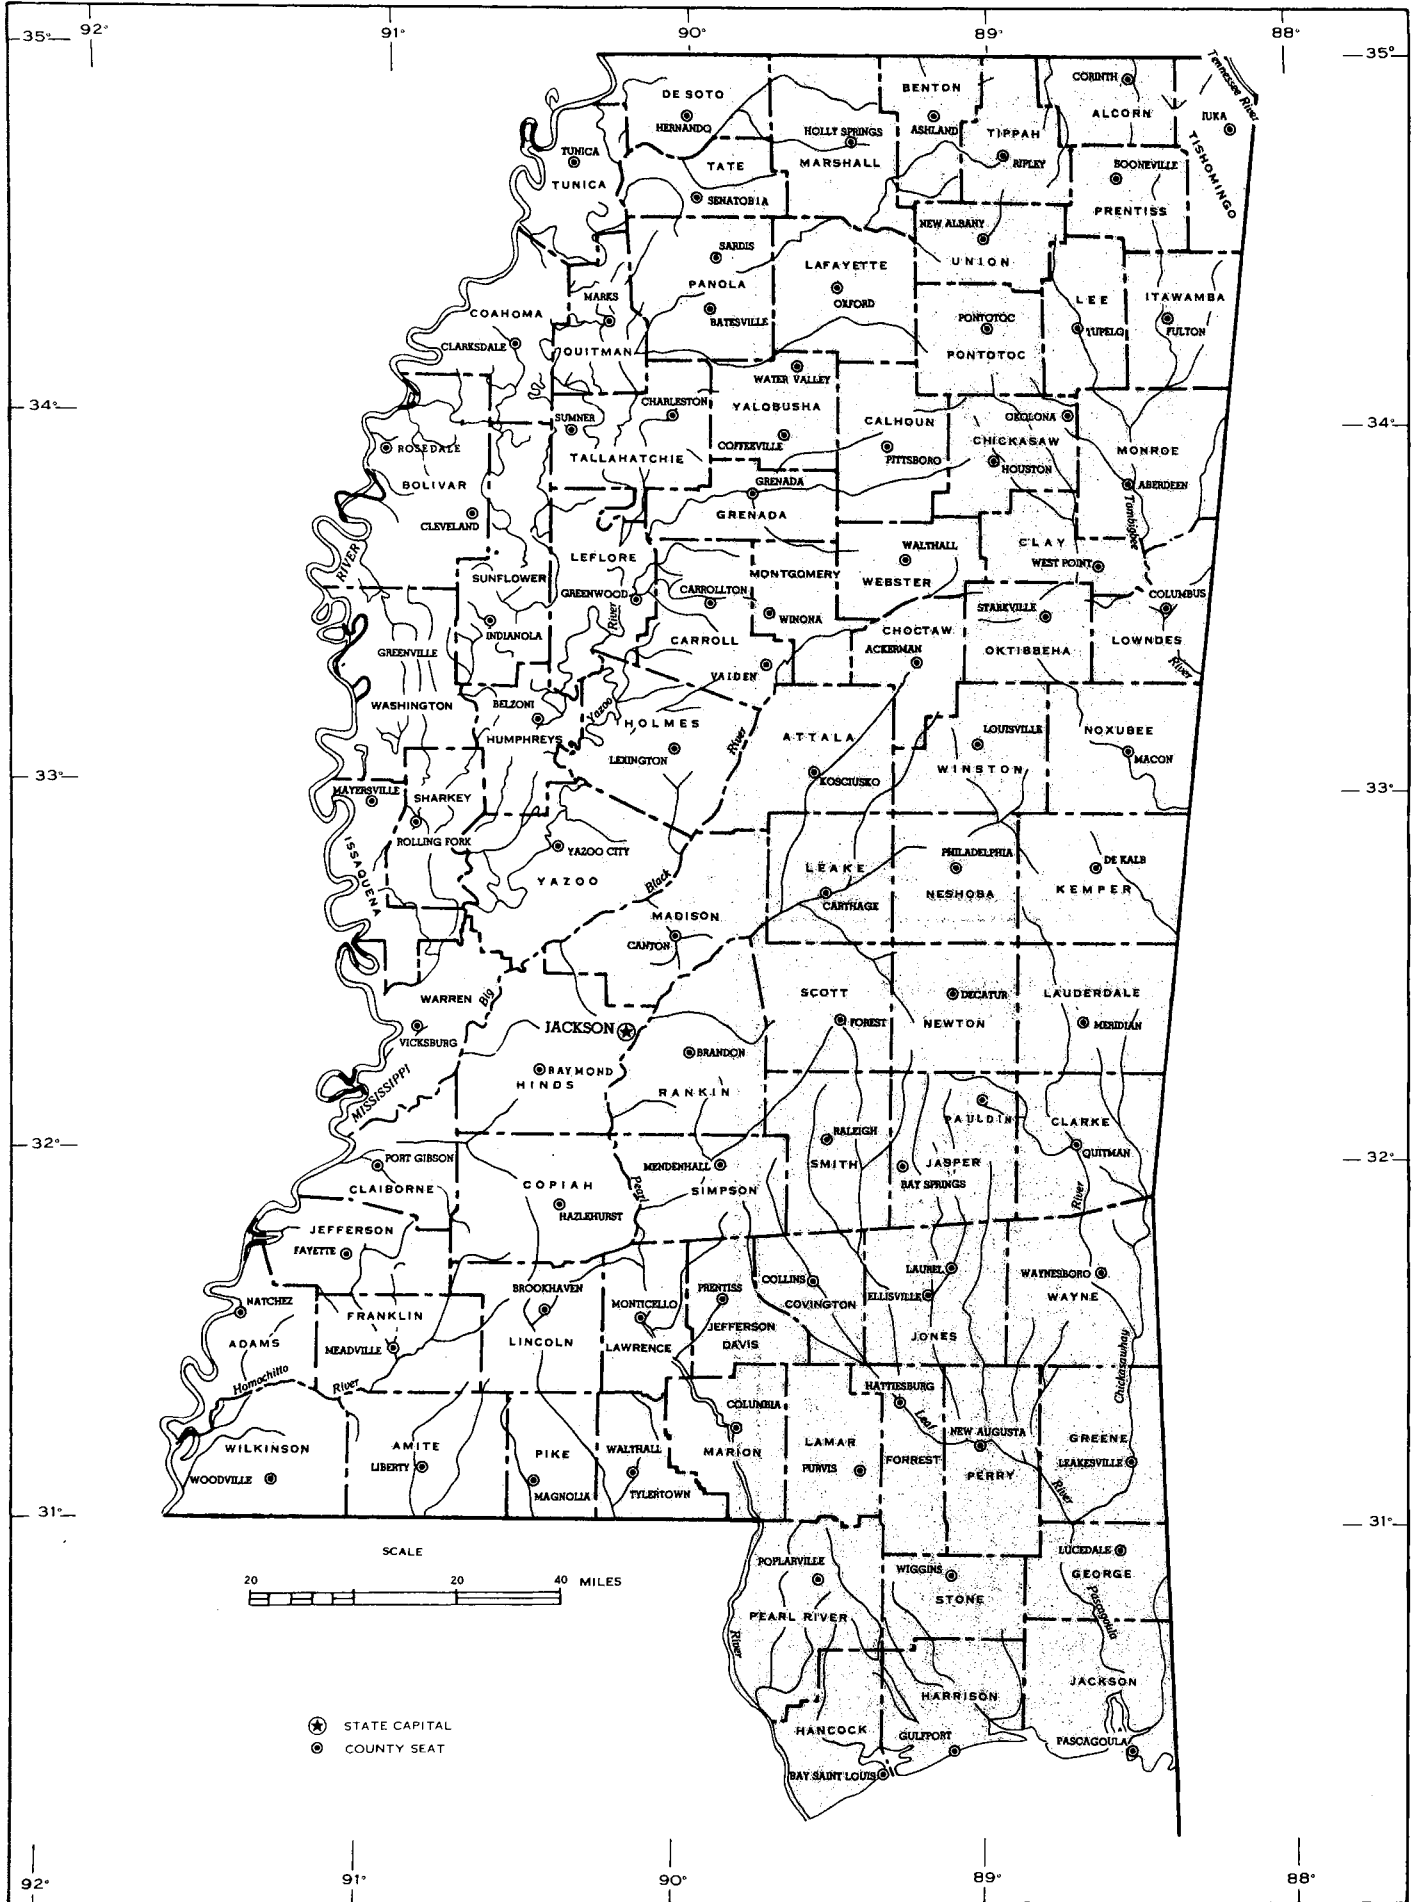 92° 91° 90° 89° 88°
35° 35°
Tennessee River
DE SOTO
HERNANDO
BENTON
ASHLAND
CORINTH
ALCORN
IUKA
TISHOMINGO
HOLLY SPRINGS
MARSHALL
TIPPAH
RIPLEY
TUNICA
TUNICA
TATE
SENATOBIA
BOONEVILLE
PRENTISS
NEW ALBANY
UNION
SARDIS
PANOLA
BATESVILLE
LAFAYETTE
OXFORD
LEE
TUPELO
ITAWAMBA
FULTON
MARKS
QUITMAN
COAHOMA
CLARKSDALE
PONTOTOC
PONTOTOC
WATER VALLEY
YALOBUSHA
COFFEEVILLE
34° 34°
CHARLESTON
SUMNER
TALLAHATCHIE
CALHOUN
PITTSBORO
OKOLONA
CHICKASAW
HOUSTON
MONROE
ABERDEEN
Tambigbee
ROSEDALE
BOLIVAR
CLEVELAND
GRENADA
GRENADA
RIVER
LEFLORE
GREENWOOD
River
SUNFLOWER
INDIANOLA
MONTGOMERY
WINONA
CARROLLTON
CARROLL
VAIDEN
WALTHALL
WEBSTER
CLAY
WEST POINT
COLUMBUS
LOWNDES
River
STARKVILLE
OKTIBBEHA
CHOCTAW
ACKERMAN
GREENVILLE
WASHINGTON
BELZONI
HUMPHREYS
Yazoo
HOLMES
LEXINGTON
River
ATTALA
KOSCIUSKO
LOUISVILLE
WINSTON
NOXUBEE
MACON
33° 33°
MAYERSVILLE
SHARKEY
ROLLING FORK
ISSAQUENA
YAZOO CITY
YAZOO
Black
MADISON
CANTON
LEAKE
CARTHAGE
PHILADELPHIA
NESHOBA
DE KALB
KEMPER
WARREN
VICKSBURG
Big
JACKSON
RAYMOND
HINDS
BRANDON
RANKIN
SCOTT
FOREST
DECATUR
NEWTON
LAUDERDALE
MERIDIAN
MISSISSIPPI
32° 32°
PORT GIBSON
CLAIBORNE
COPIAH
HAZLEHURST
MENDENHALL
SIMPSON
Pearl
RALEIGH
SMITH
PAULDIN
JASPER
BAY SPRINGS
CLARKE
QUITMAN
River
JEFFERSON
FAYETTE
NATCHEZ
ADAMS
FRANKLIN
MEADVILLE
BROOKHAVEN
LINCOLN
MONTICELLO
LAWRENCE
PRENTISS
JEFFERSON
DAVIS
COLLINS
COVINGTON
LAUREL
ELLISVILLE
JONES
WAYNESBORO
WAYNE
Chickasawhay
Homochitto
River
WILKINSON
WOODVILLE
AMITE
LIBERTY
PIKE
MAGNOLIA
WALTHALL
TYLERTOWN
COLUMBIA
MARION
LAMAR
PURVIS
HATTIESBURG
FORREST
Leaf
NEW AUGUSTA
PERRY
River
GREENE
LEAKESVILLE
31° 31°
SCALE
20 20 40 MILES
POPLARVILLE
PEARL RIVER
River
WIGGINS
STONE
LUCEDALE
GEORGE
Pascagoula
JACKSON
PASCAGOULA
HARRISON
GULFPORT
HANCOCK
BAY SAINT LOUIS
STATE CAPITAL
COUNTY SEAT
92° 91° 90° 89° 88°